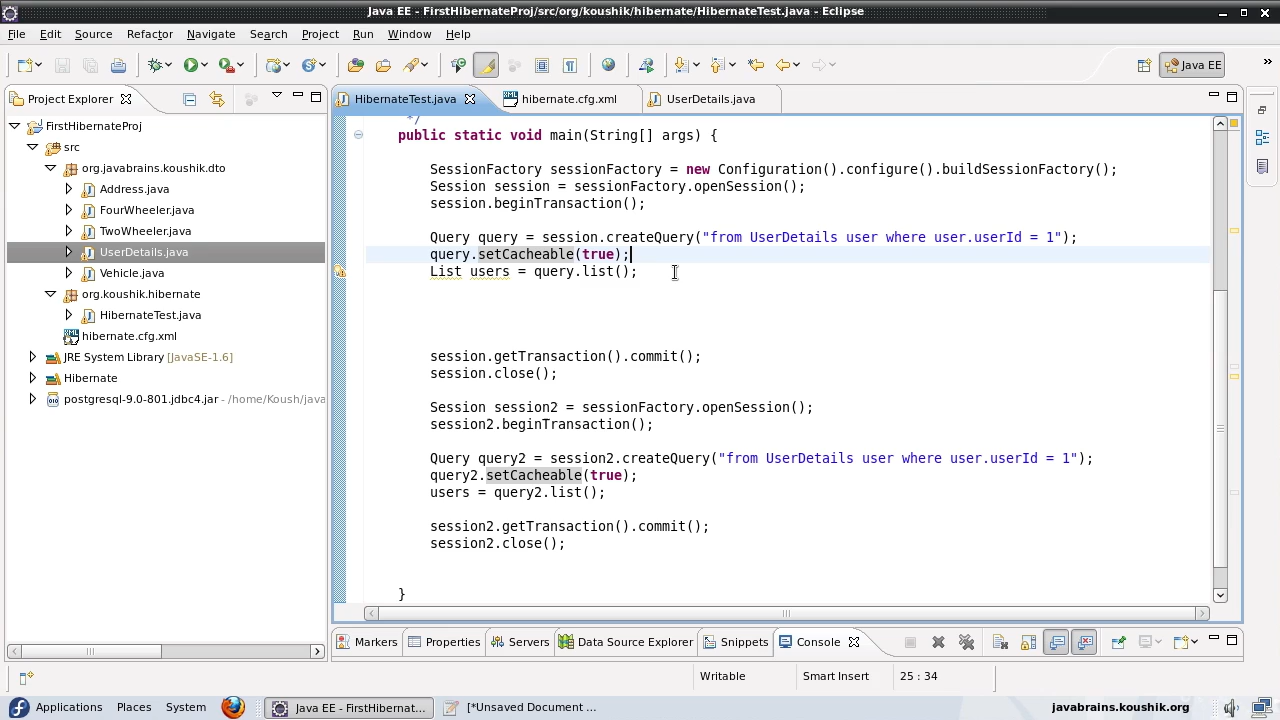 Java EE - FirstHibernateProj/src/org/koushik/hibernate/HibernateTest.java - Eclipse
File Edit Source Refactor Navigate Search Project Run Window Help
Java EE
Project Explorer
HibernateTest.java hibernate.cfg.xml UserDetails.java
FirstHibernateProj
src
org.javabrains.koushik.dto
Address.java
FourWheeler.java
TwoWheeler.java
UserDetails.java
Vehicle.java
org.koushik.hibernate
HibernateTest.java
hibernate.cfg.xml
JRE System Library [JavaSE-1.6]
Hibernate
postgresql-9.0-801.jdbc4.jar - /home/Koush/java
*/
public static void main(String[] args) {
SessionFactory sessionFactory = new Configuration().configure().buildSessionFactory();
Session session = sessionFactory.openSession();
session.beginTransaction();
Query query = session.createQuery("from UserDetails user where user.userId = 1");
query.setCacheable(true);
List users = query.list();
session.getTransaction().commit();
session.close();
Session session2 = sessionFactory.openSession();
session2.beginTransaction();
Query query2 = session2.createQuery("from UserDetails user where user.userId = 1");
query2.setCacheable(true);
users = query2.list();
session2.getTransaction().commit();
session2.close();
}
Markers Properties Servers Data Source Explorer Snippets Console
Writable Smart Insert 25 : 34
Applications Places System Java EE - FirstHibernat... [*Unsaved Document ... javabrains.koushik.org